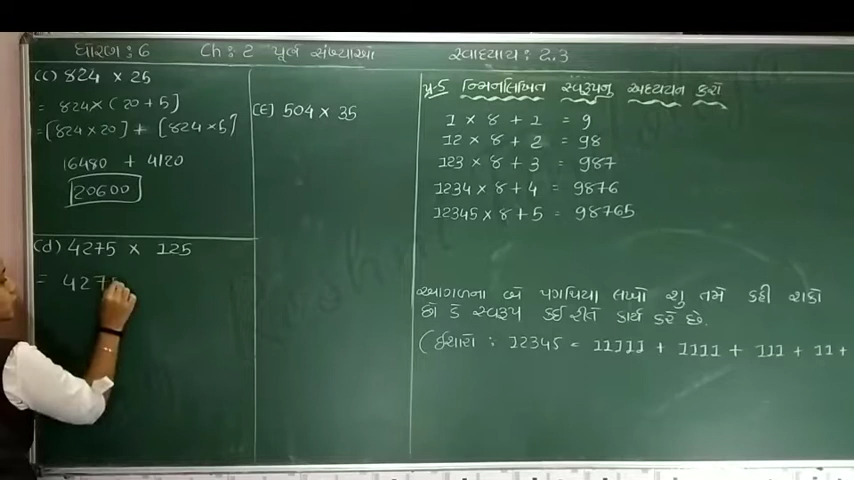 ધોરણ : 6 Ch : 2 પૂર્ણ સંખ્યાઓ સ્વાધ્યાય : 2.3
(c) 824 × 25
= 824 × (20 + 5)
= [824 × 20] + [824 × 5]
16480 + 4120
20600
(d) 4275 × 125
= 427
(E) 504 × 35
પ્ર-5 નિમ્નલિખિત સ્વરૂપનુ અધ્યયન કરો
1 × 8 + 1 = 9
12 × 8 + 2 = 98
123 × 8 + 3 = 987
1234 × 8 + 4 = 9876
12345 × 8 + 5 = 98765
આગળના બે પગથિયા લખો શુ તમે કહી શકો
છો કે સ્વરૂપ કઈ રીતે કાર્ય કરે છે.
(ઈશારો : 12345 = 11111 + 1111 + 111 + 11 +